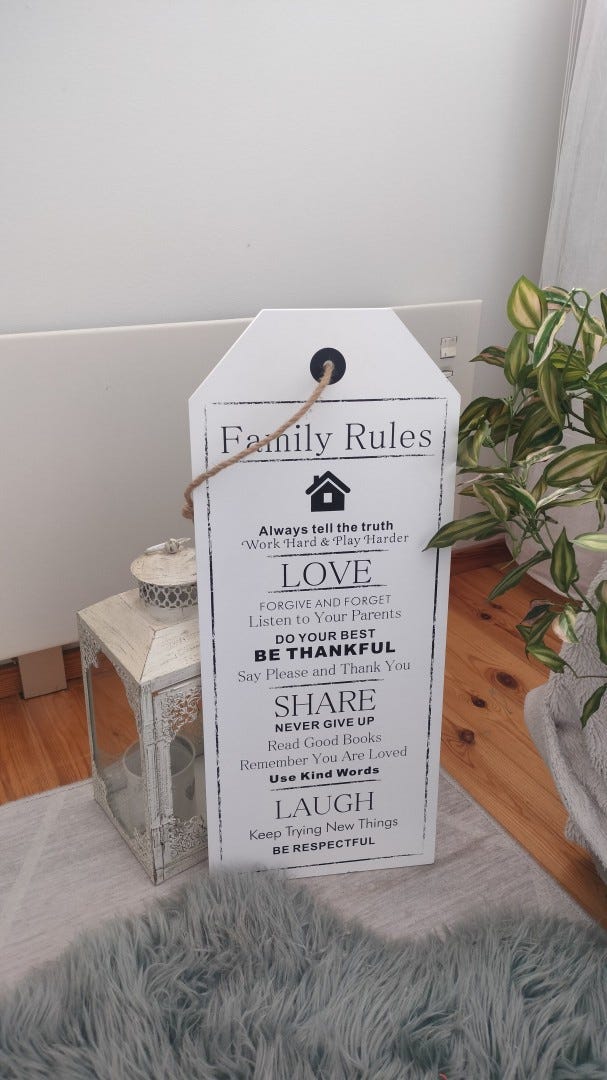 Family Rules
Always tell the truth
Work Hard & Play Harder
LOVE
FORGIVE AND FORGET
Listen to Your Parents
DO YOUR BEST
BE THANKFUL
Say Please and Thank You
SHARE
NEVER GIVE UP
Read Good Books
Remember You Are Loved
Use Kind Words
LAUGH
Keep Trying New Things
BE RESPECTFUL